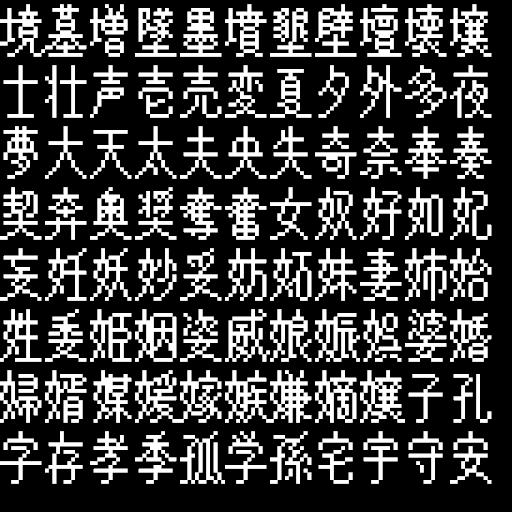 境墓増墜墨墳墾壁壇壊壌
士壮声壱売変夏夕外多夜
夢大天太夫央失奇奈奉奏
契奔奥奨奪奮女奴好如妃
妄妊妖妙妥妨妬妹妻姉始
姓委姫姻姿威娘娠娯婆婚
婦婿媒媛嫁嫉嫌嫡嬢子孔
字存孝季孤学孫宅宇守安